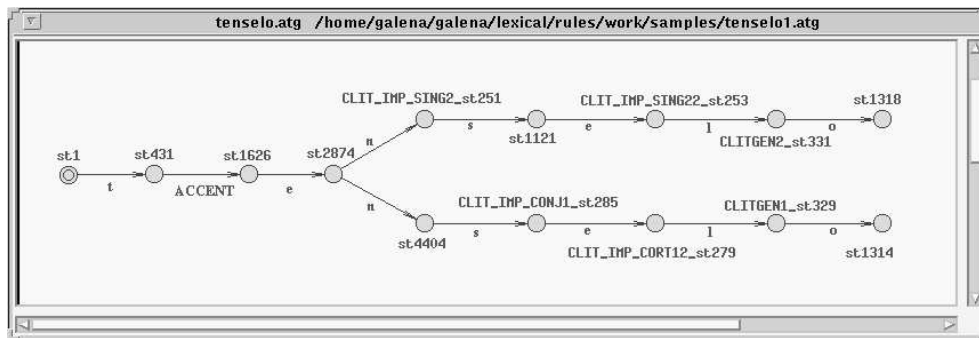 tenselo.atg /home/galena/galena/lexical/rules/work/samples/tenselo1.atg
CLIT_IMP_SING2_st251 CLIT_IMP_SING22_st253 st1318
s e l o
st1121 CLITGEN2_st331
n
st1 st431 st1626 st2874
t ACCENT e
n
CLIT_IMP_CONJ1_st285 CLITGEN1_st329
s e l o
st4404 CLIT_IMP_CORT12_st279 st1314